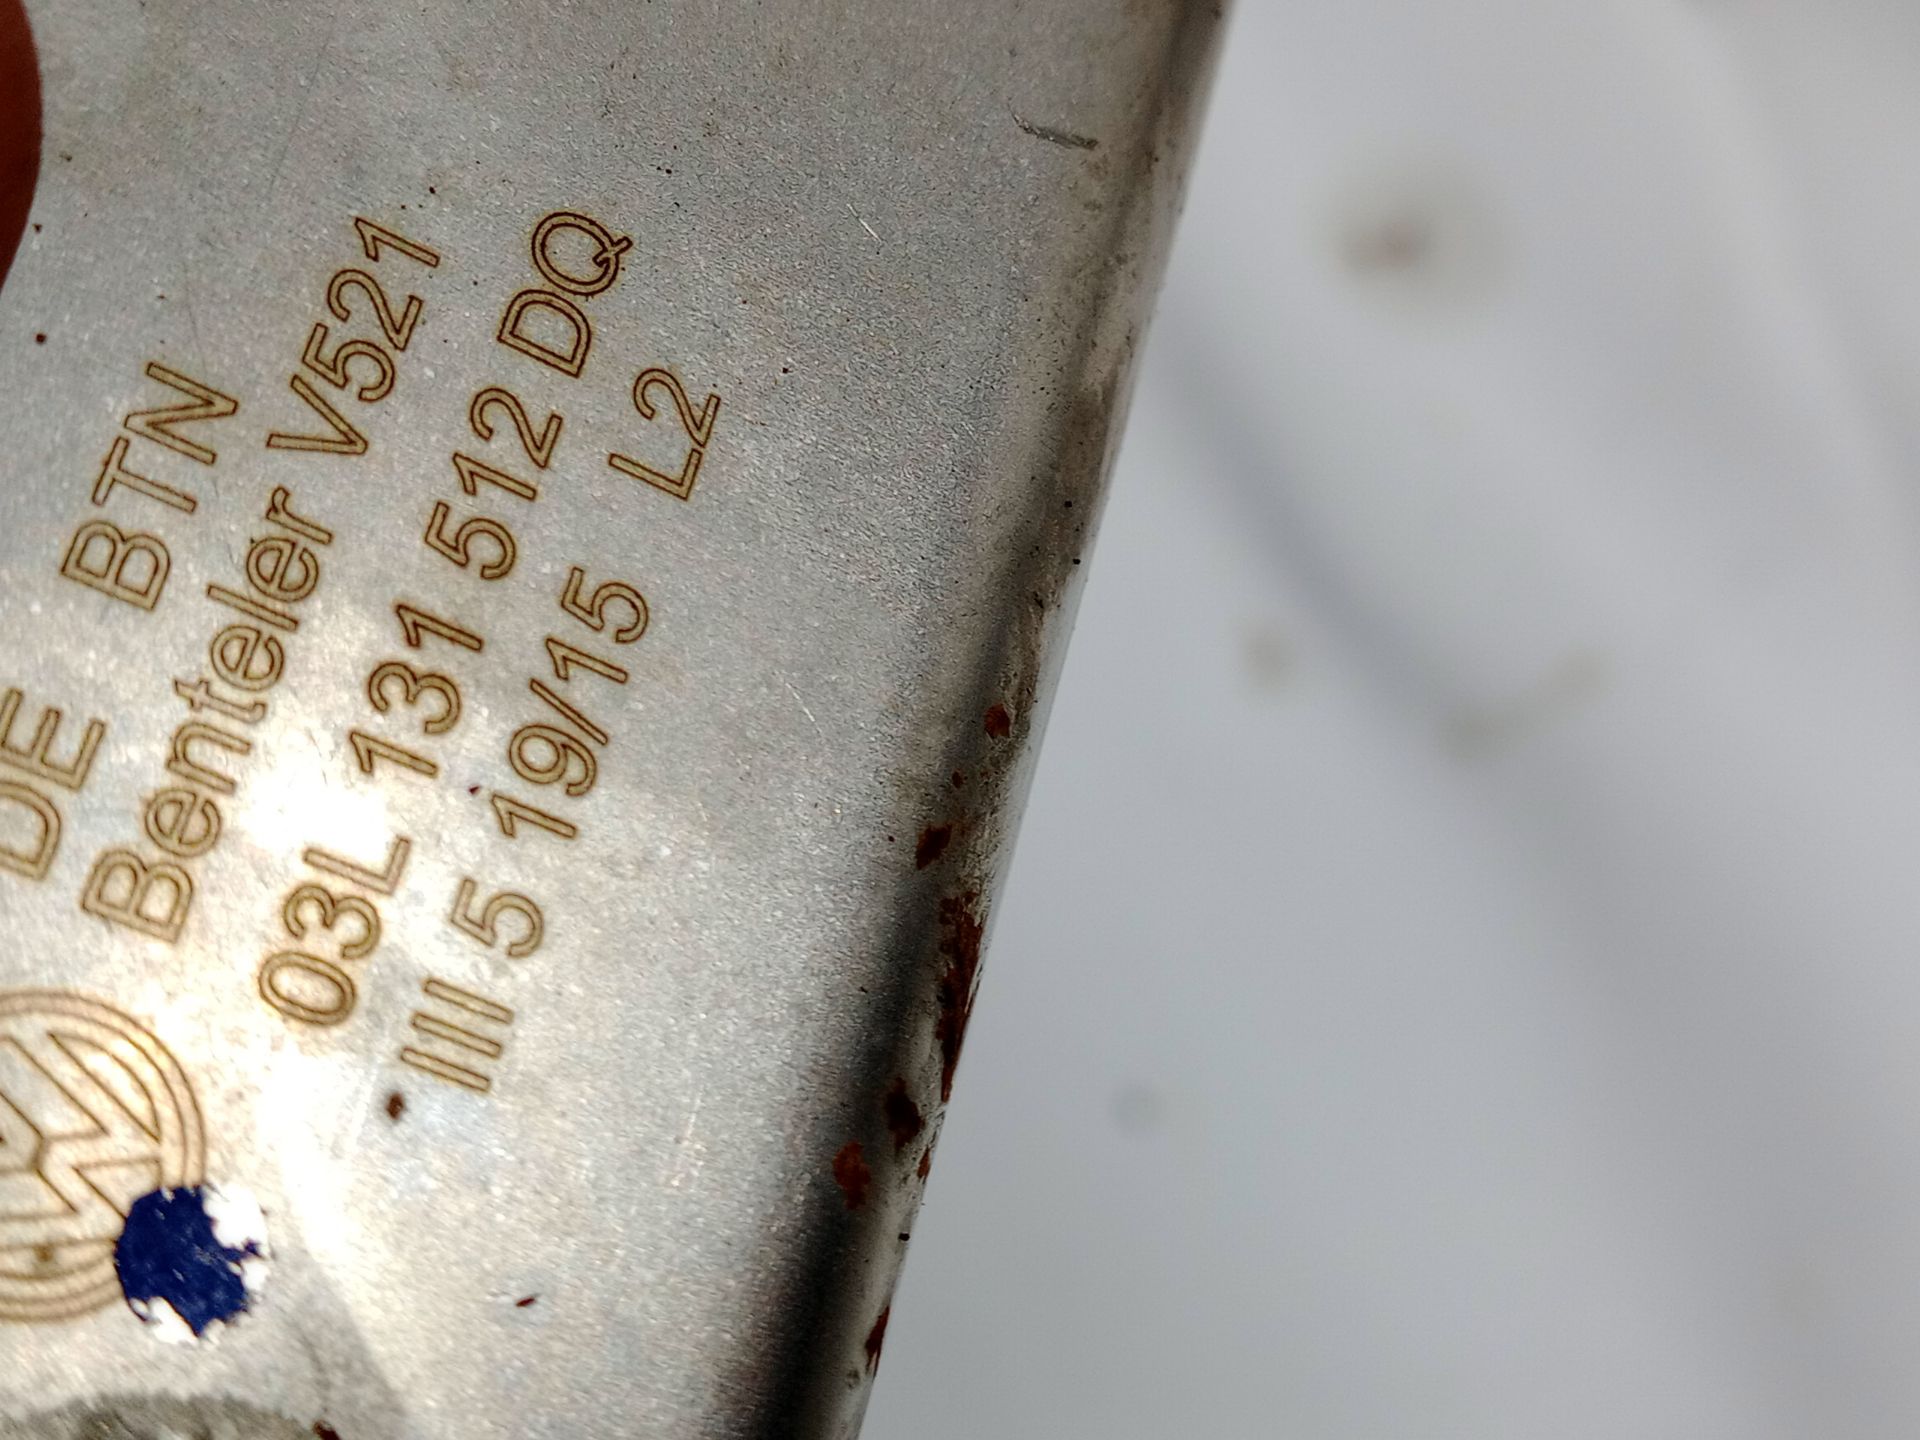 DE BTN
Benteler V521
03L 131 512 DQ
III 5 19/15 L2